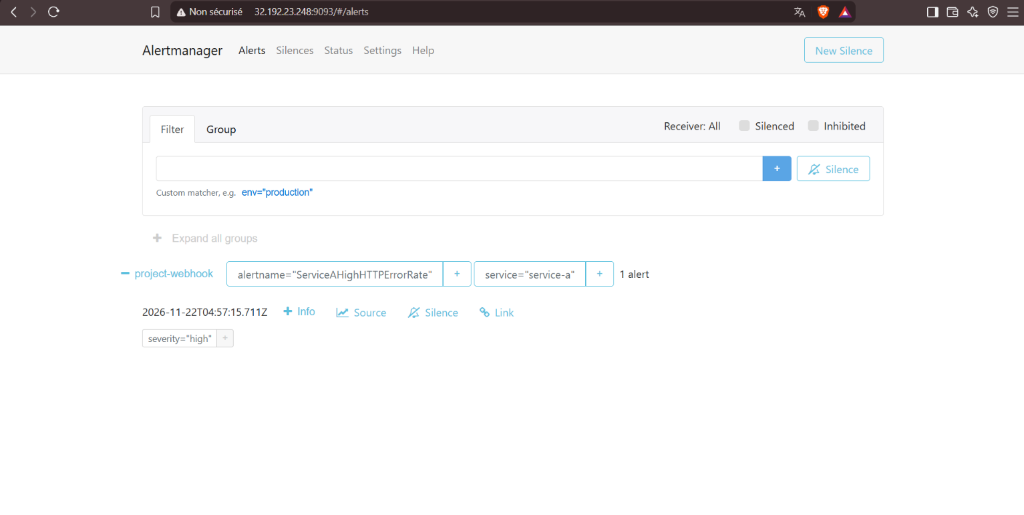 Non sécurisé 32.192.23.248:9093/#/alerts
Alertmanager Alerts Silences Status Settings Help New Silence
Filter Group Receiver: All Silenced Inhibited
+ Silence
Custom matcher, e.g. env="production"
+ Expand all groups
− project-webhook alertname="ServiceAHighHTTPErrorRate" + service="service-a" + 1 alert
2026-11-22T04:57:15.711Z + Info Source Silence Link
severity="high" +